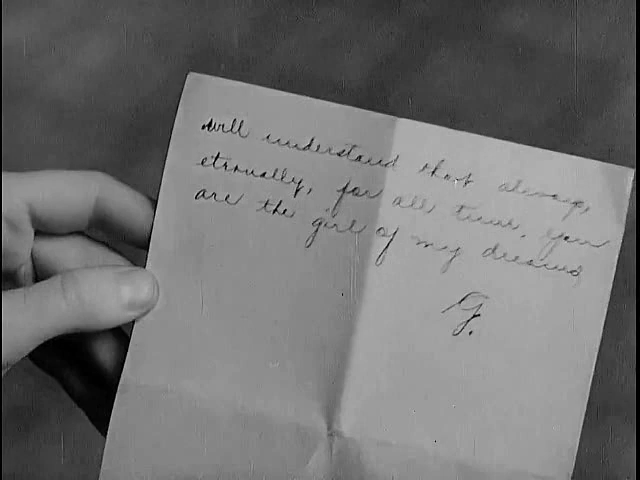 will understand that always,
eternally, for all time, you
are the girl of my dreams
G.